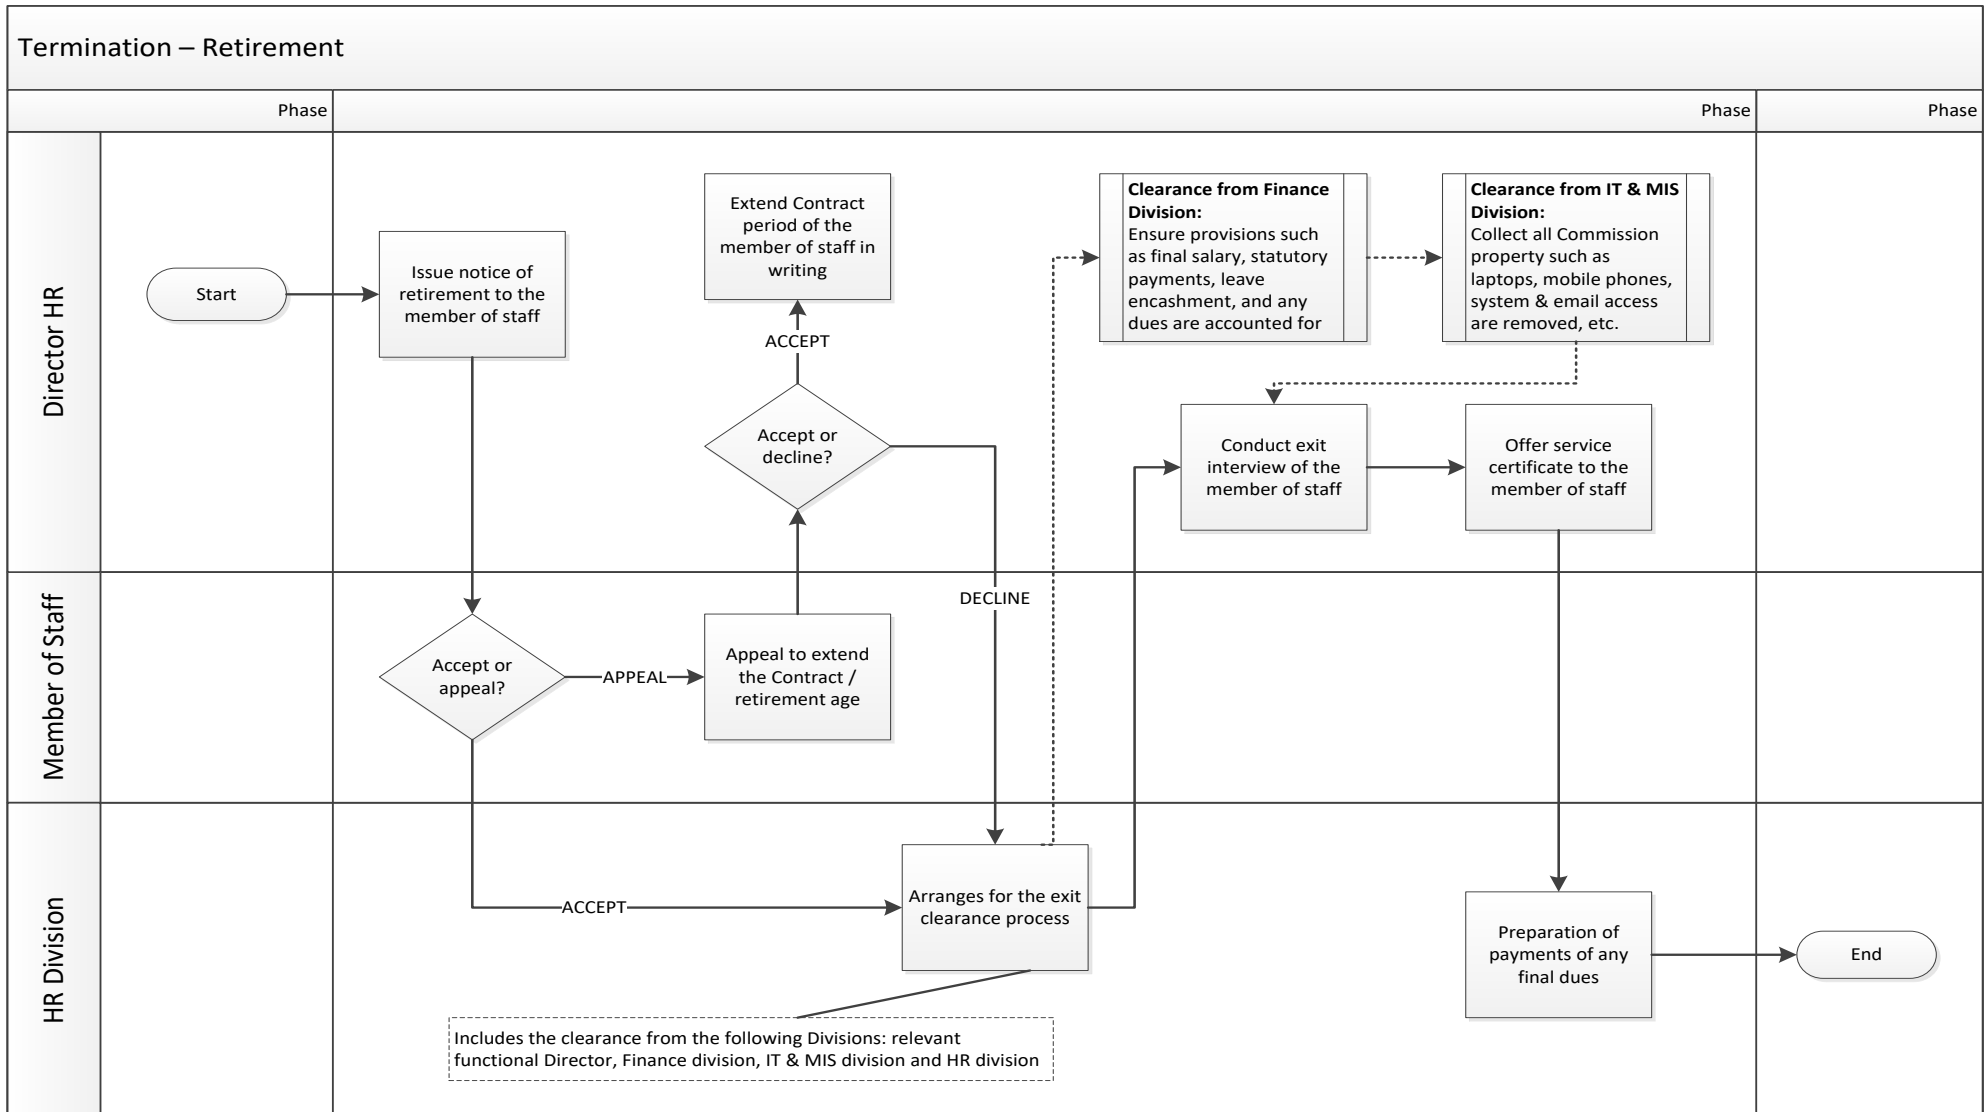 Termination – Retirement
Phase
Phase
Phase
Director HR
Start
Issue notice of
retirement to the
member of staff
Extend Contract
period of the
member of staff in
writing
ACCEPT
Accept or
decline?
DECLINE
Clearance from Finance
Division:
Ensure provisions such
as final salary, statutory
payments, leave
encashment, and any
dues are accounted for
Clearance from IT & MIS
Division:
Collect all Commission
property such as
laptops, mobile phones,
system & email access
are removed, etc.
Conduct exit
interview of the
member of staff
Offer service
certificate to the
member of staff
Member of Staff
Accept or
appeal?
APPEAL
Appeal to extend
the Contract /
retirement age
HR Division
ACCEPT
Arranges for the exit
clearance process
Includes the clearance from the following Divisions: relevant
functional Director, Finance division, IT & MIS division and HR division
Preparation of
payments of any
final dues
End